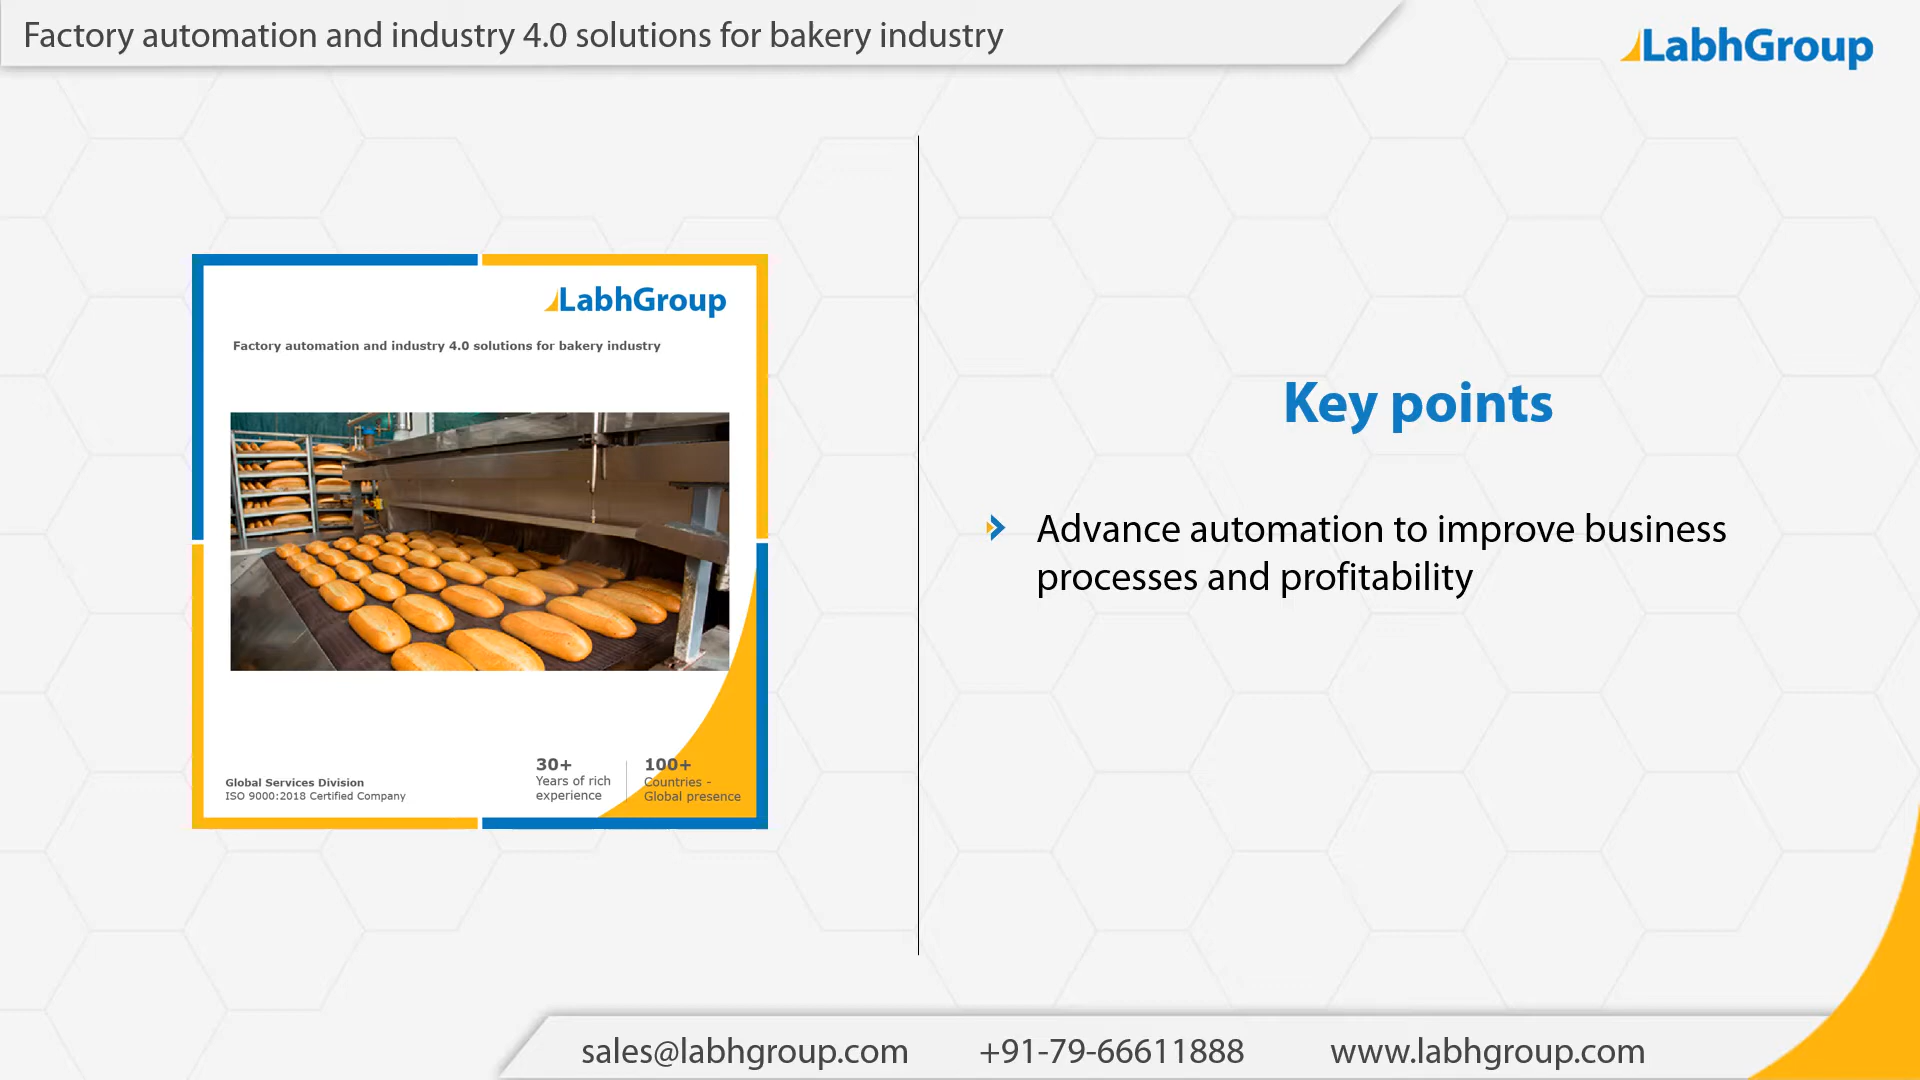 Factory automation and industry 4.0 solutions for bakery industry
LabhGroup
LabhGroup
Factory automation and industry 4.0 solutions for bakery industry
Global Services Division
ISO 9000:2018 Certified Company
30+
Years of rich
experience
100+
Countries -
Global presence
Key points
Advance automation to improve business
processes and profitability
sales@labhgroup.com
+91-79-66611888
www.labhgroup.com